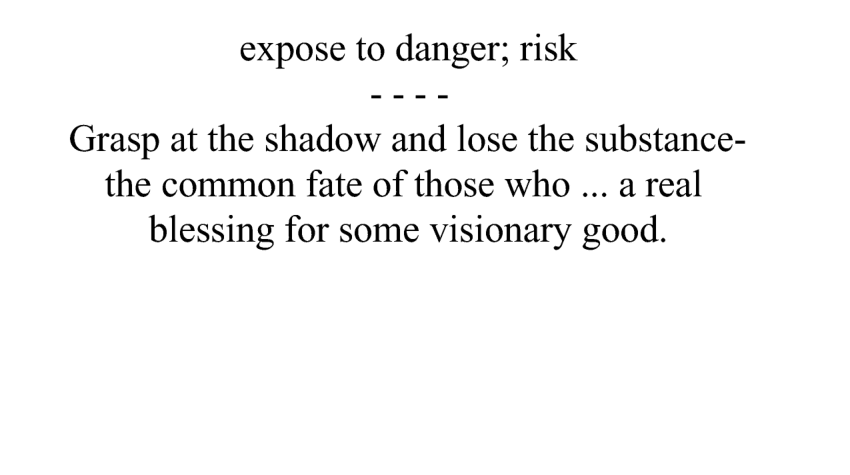 expose to danger; risk
- - - -
Grasp at the shadow and lose the substance-
the common fate of those who ... a real
blessing for some visionary good.